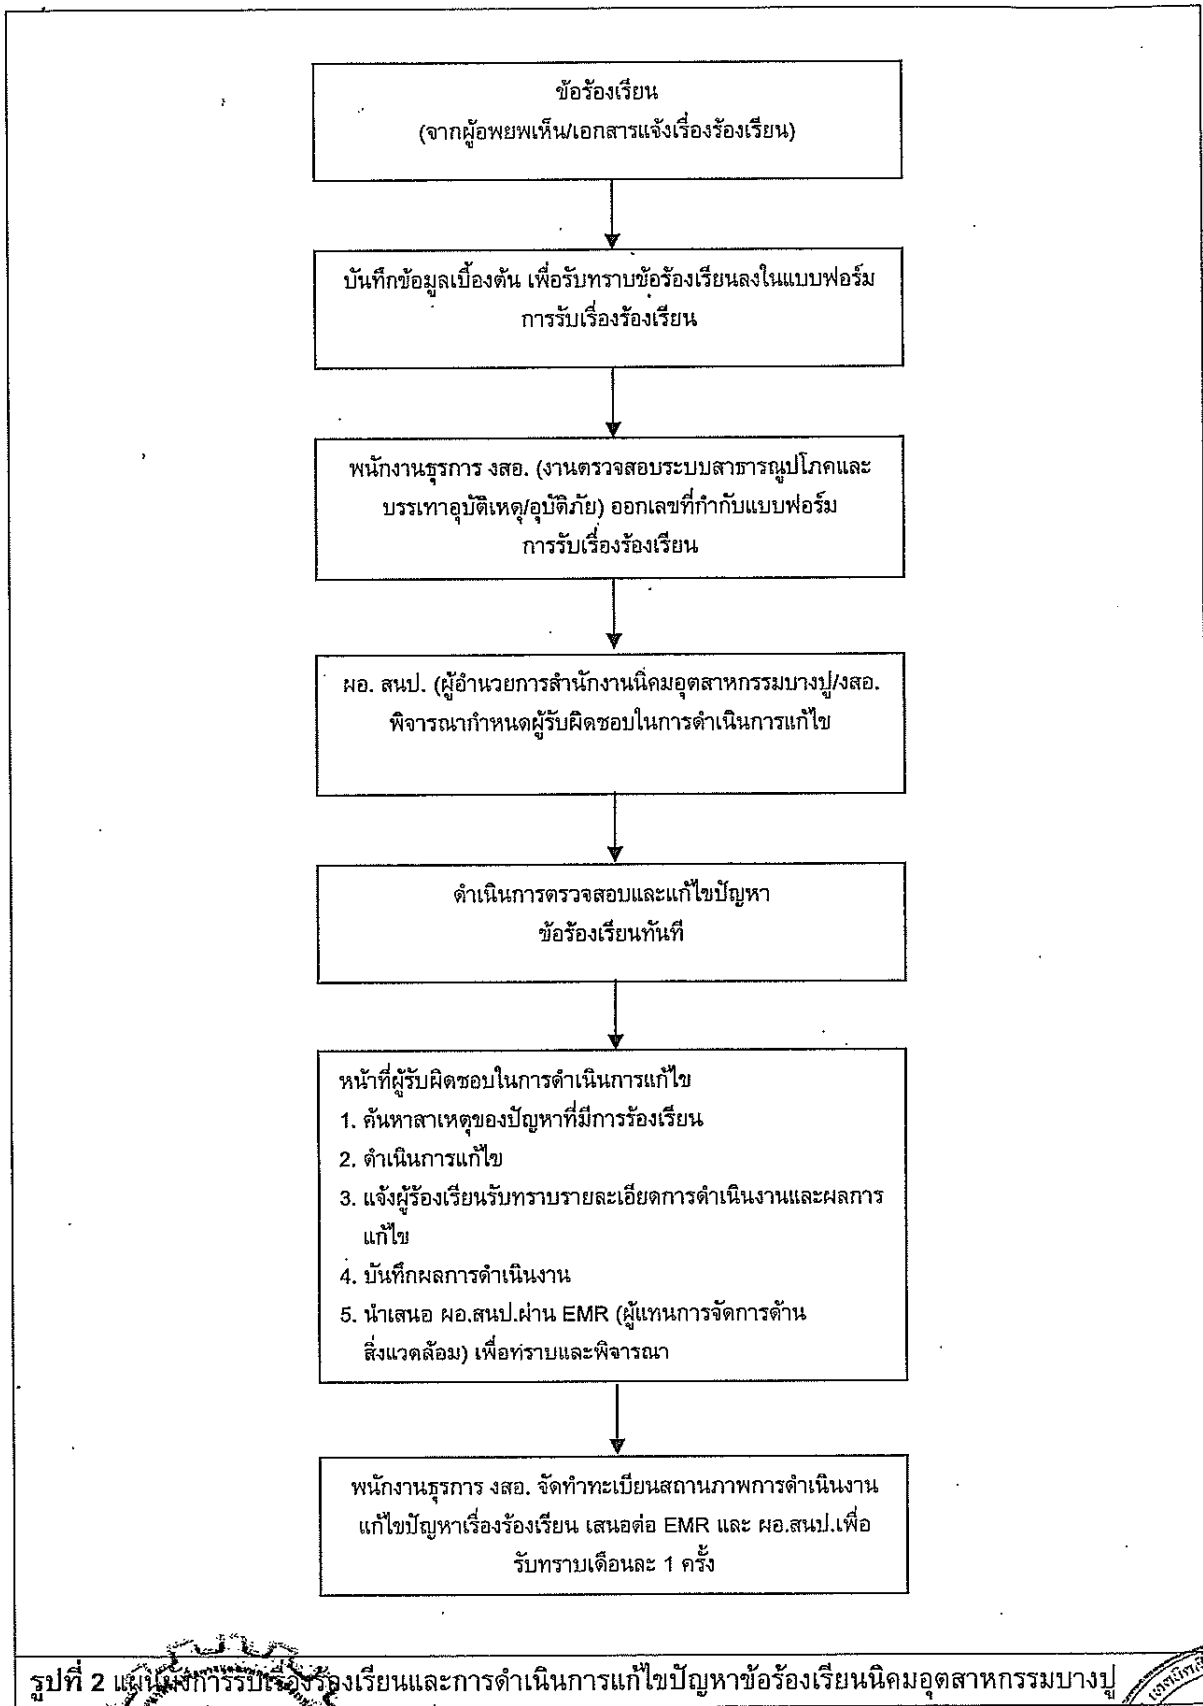 ข้อร้องเรียน
(จากผู้อพยพเห็น/เอกสารแจ้งเรื่องร้องเรียน)
บันทึกข้อมูลเบื้องต้น เพื่อรับทราบข้อร้องเรียนลงในแบบฟอร์ม
การรับเรื่องร้องเรียน
พนักงานธุรการ งสอ. (งานตรวจสอบระบบสาธารณูปโภคและ
บรรเทาอุบัติเหตุ/อุบัติภัย) ออกเลขที่กำกับแบบฟอร์ม
การรับเรื่องร้องเรียน
ผอ. สนป. (ผู้อำนวยการสำนักงานนิคมอุตสาหกรรมบางปู/งสอ.
พิจารณากำหนดผู้รับผิดชอบในการดำเนินการแก้ไข
ดำเนินการตรวจสอบและแก้ไขปัญหา
ข้อร้องเรียนทันที
หน้าที่ผู้รับผิดชอบในการดำเนินการแก้ไข
1. ค้นหาสาเหตุของปัญหาที่มีการร้องเรียน
2. ดำเนินการแก้ไข
3. แจ้งผู้ร้องเรียนรับทราบรายละเอียดการดำเนินงานและผลการ
แก้ไข
4. บันทึกผลการดำเนินงาน
5. นำเสนอ ผอ.สนป.ผ่าน EMR (ผู้แทนการจัดการด้าน
สิ่งแวดล้อม) เพื่อทราบและพิจารณา
พนักงานธุรการ งสอ. จัดทำทะเบียนสถานภาพการดำเนินงาน
แก้ไขปัญหาเรื่องร้องเรียน เสนอต่อ EMR และ ผอ.สนป.เพื่อ
รับทราบเดือนละ 1 ครั้ง
รูปที่ 2 แผนผังการรับเรื่องร้องเรียนและการดำเนินการแก้ไขปัญหาข้อร้องเรียนนิคมอุตสาหกรรมบางปู